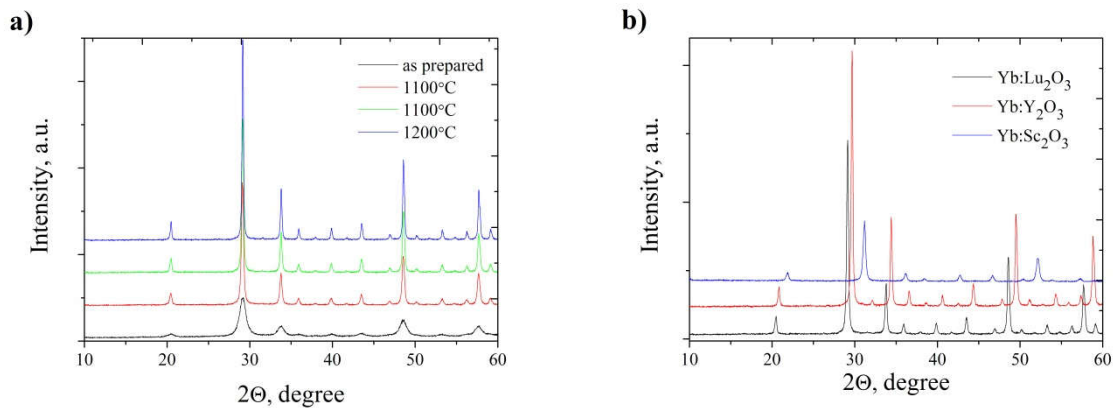 a)
as prepared
1100°C
1100°C
1200°C
Intensity, a.u.
10 20 30 40 50 60
2Θ, degree
b)
Yb:Lu₂O₃
Yb:Y₂O₃
Yb:Sc₂O₃
Intensity, a.u.
10 20 30 40 50 60
2Θ, degree